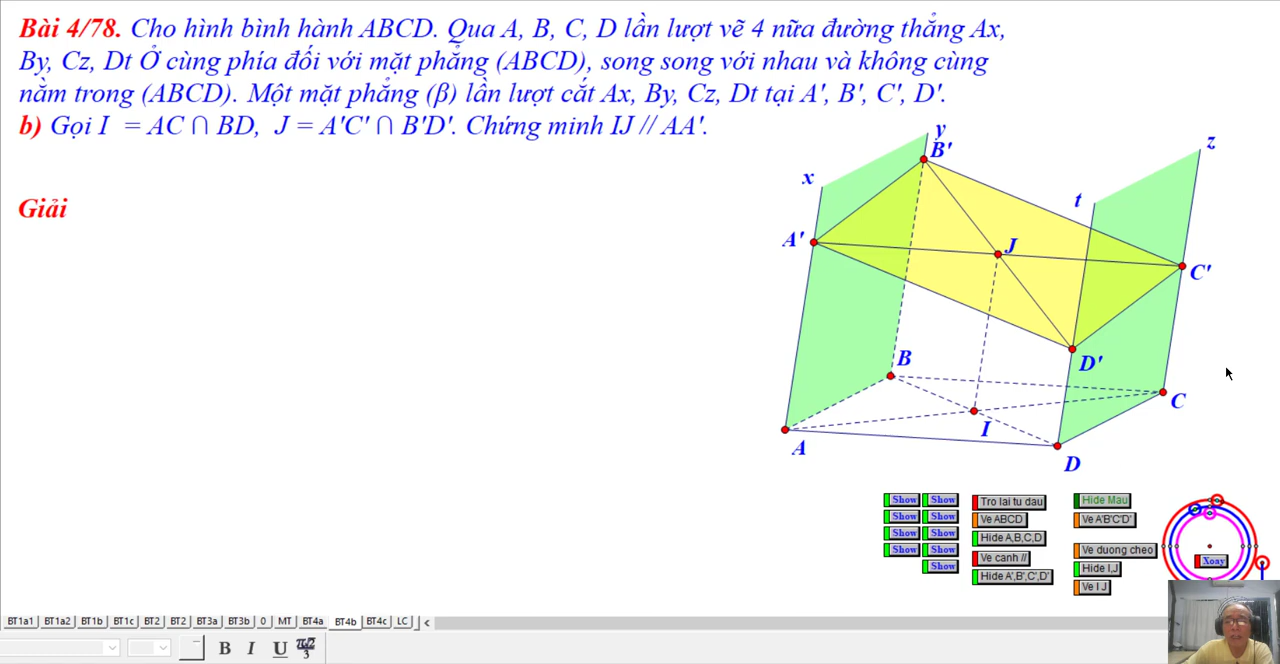 Bài 4/78. Cho hình bình hành ABCD. Qua A, B, C, D lần lượt vẽ 4 nữa đường thẳng Ax,
By, Cz, Dt Ở cùng phía đối với mặt phẳng (ABCD), song song với nhau và không cùng
nằm trong (ABCD). Một mặt phẳng (β) lần lượt cắt Ax, By, Cz, Dt tại A', B', C', D'.
b) Gọi I = AC ∩ BD, J = A'C' ∩ B'D'. Chứng minh IJ // AA'.
Giải
y
z
B'
x
t
A'
J
C'
B
D'
C
I
A
D
Show Show Tro lai tu dau Hide Mau
Show Show Ve ABCD Ve A'B'C'D'
Show Show Hide A,B,C,D
Show Show Ve canh // Ve duong cheo
Show Hide A',B',C',D' Hide I,J
Ve I J
Xoay
BT1a1 BT1a2 BT1b BT1c BT2 BT2 BT3a BT3b 0 MT BT4a BT4b BT4c LC
B I U